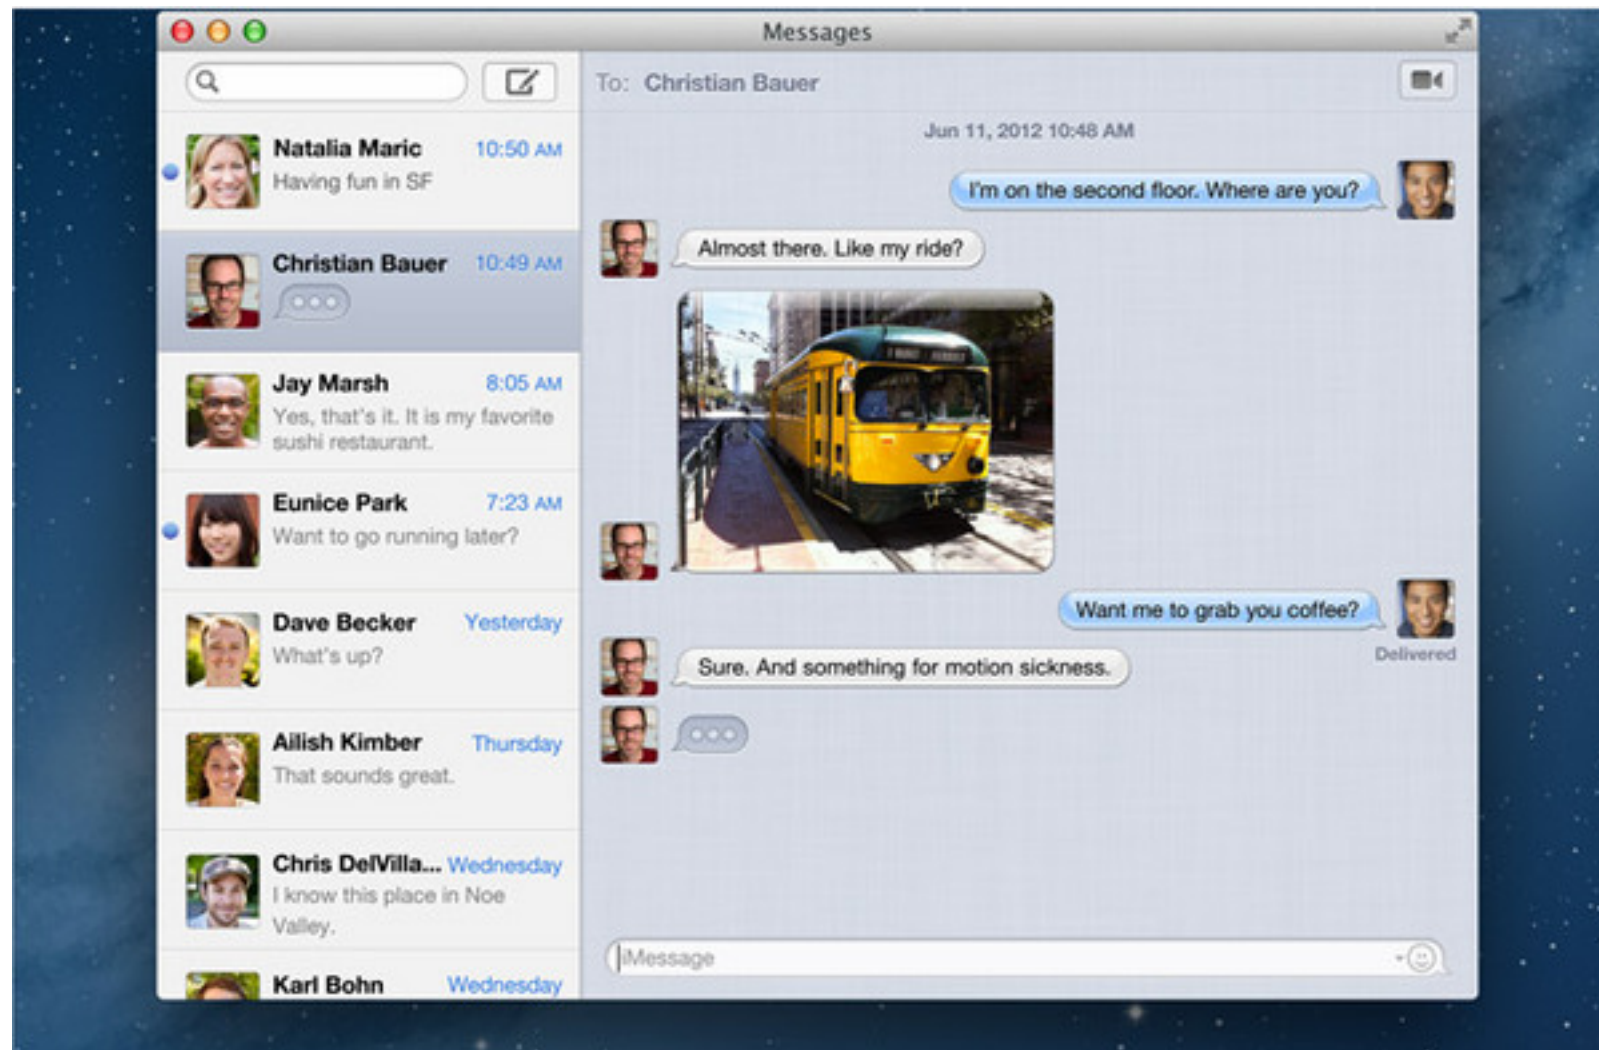 Messages
To: Christian Bauer
Jun 11, 2012 10:48 AM
Natalia Maric 10:50 AM
Having fun in SF
Christian Bauer 10:49 AM
Jay Marsh 8:05 AM
Yes, that's it. It is my favorite
sushi restaurant.
Eunice Park 7:23 AM
Want to go running later?
Dave Becker Yesterday
What's up?
Ailish Kimber Thursday
That sounds great.
Chris DelVilla... Wednesday
I know this place in Noe
Valley.
Karl Bohn Wednesday
I'm on the second floor. Where are you?
Almost there. Like my ride?
Want me to grab you coffee?
Delivered
Sure. And something for motion sickness.
iMessage